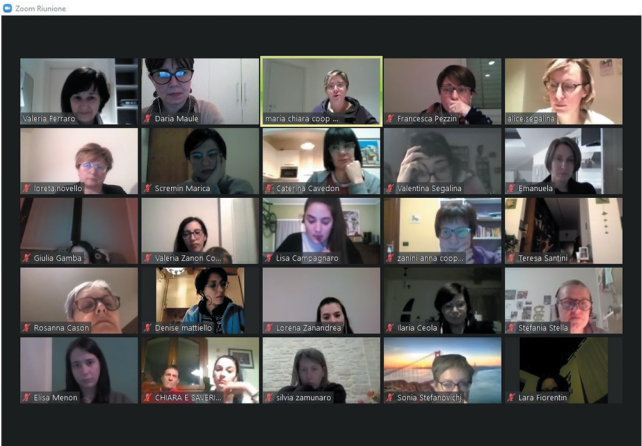 Zoom Riunione
Valeria Ferraro
Daria Maule
maria chiara coop ...
Francesca Pezzin
alice.segalina
loreta.novello
Scremin Marica
Caterina Cavedon
Valentina Segalina
Emanuela
Giulia Gamba
Valeria Zanon Co...
Lisa Campagnaro
zanini anna coop...
Teresa Santini
Rosanna Cason
Denise mattiello
Lorena Zanandrea
Ilaria Ceola
Stefania Stella
Elisa Menon
CHIARA E SAVERI...
silvia zamunaro
Sonia Stefanovichj
Lara Fiorentin